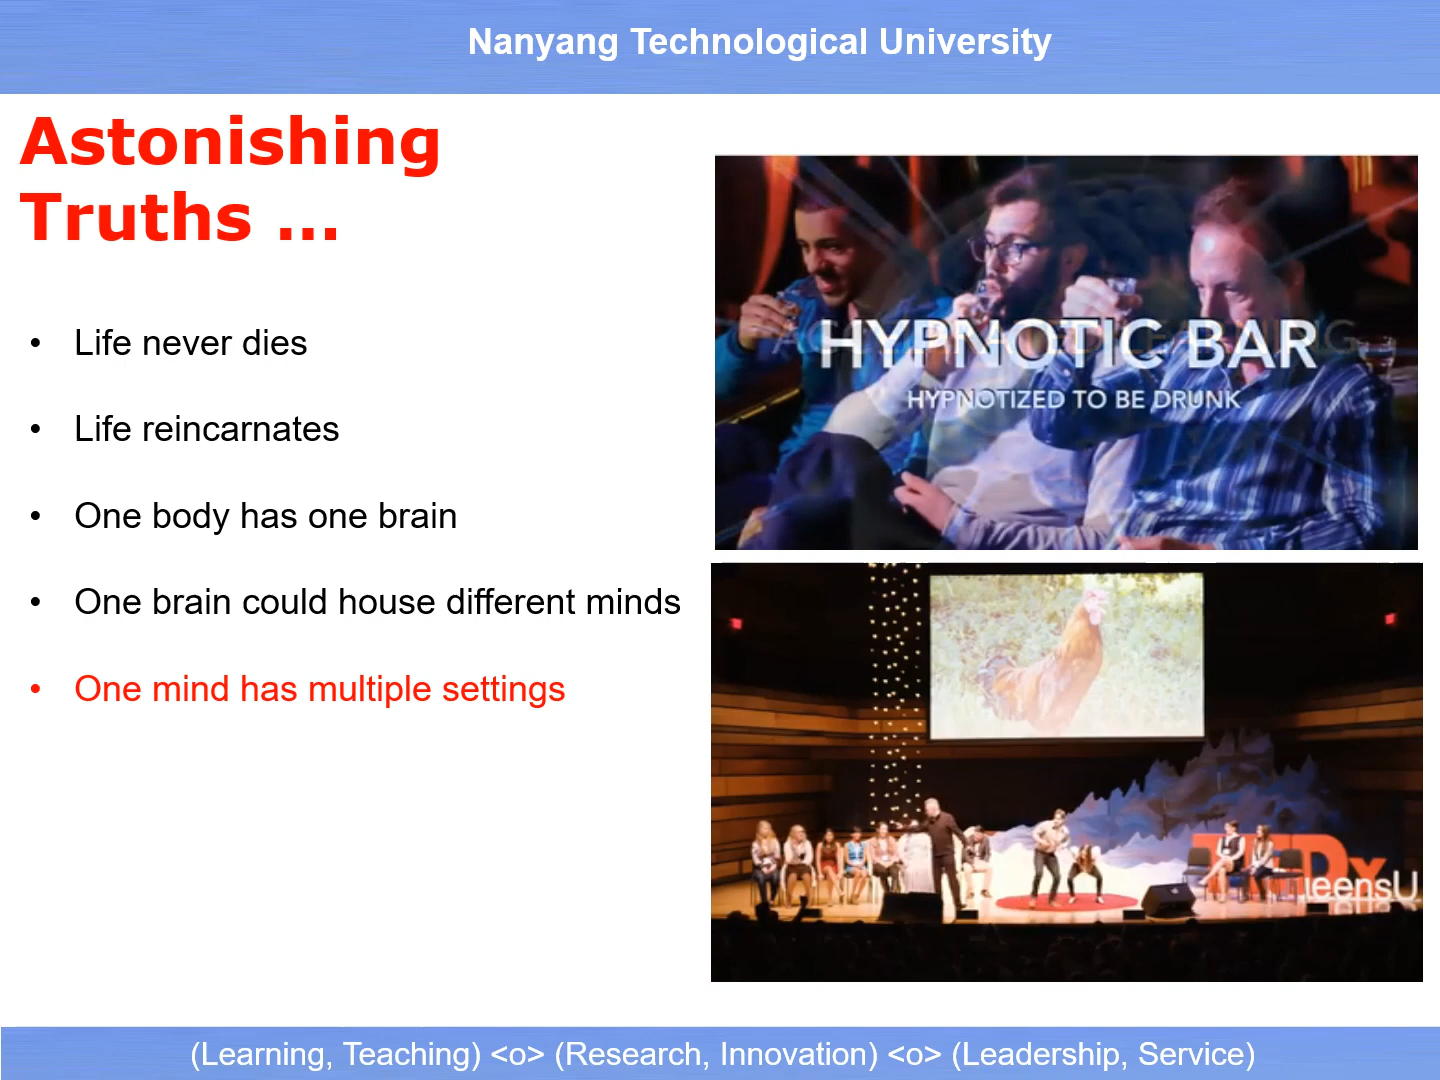 Nanyang Technological University
Astonishing
Truths ...
• Life never dies
• Life reincarnates
• One body has one brain
• One brain could house different minds
• One mind has multiple settings
HYPNOTIC BAR
HYPNOTIZED TO BE DRUNK
TEDx
ueensU
(Learning, Teaching) <o> (Research, Innovation) <o> (Leadership, Service)